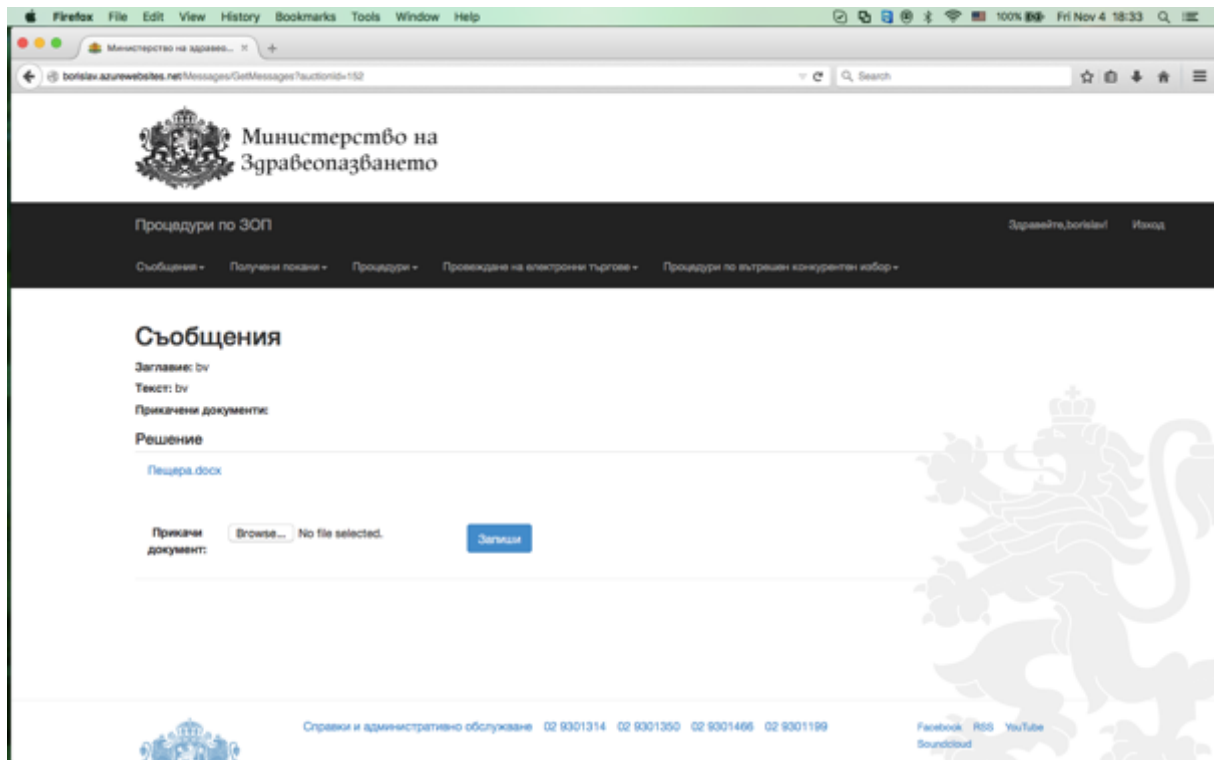 Firefox File Edit View History Bookmarks Tools Window Help 100% Fri Nov 4 18:33
Министерство на здравео... × +
borislav.azurewebsites.net/Messages/GetMessages?auctionId=152 Search
Министерство на
Здравеопазването
Процедури по ЗОП Здравейте,borislav! Изход
Съобщения Получени покани Процедури Провеждане на електронни търгове Процедури по вътрешен конкурентен избор
Съобщения
Заглавие: bv
Текст: bv
Прикачени документи:
Решение
Пещера.docx
Прикачи
документ:
Browse... No file selected. Запиши
Справки и административно обслужване 02 9301314 02 9301350 02 9301466 02 9301199 Facebook RSS YouTube
Soundcloud